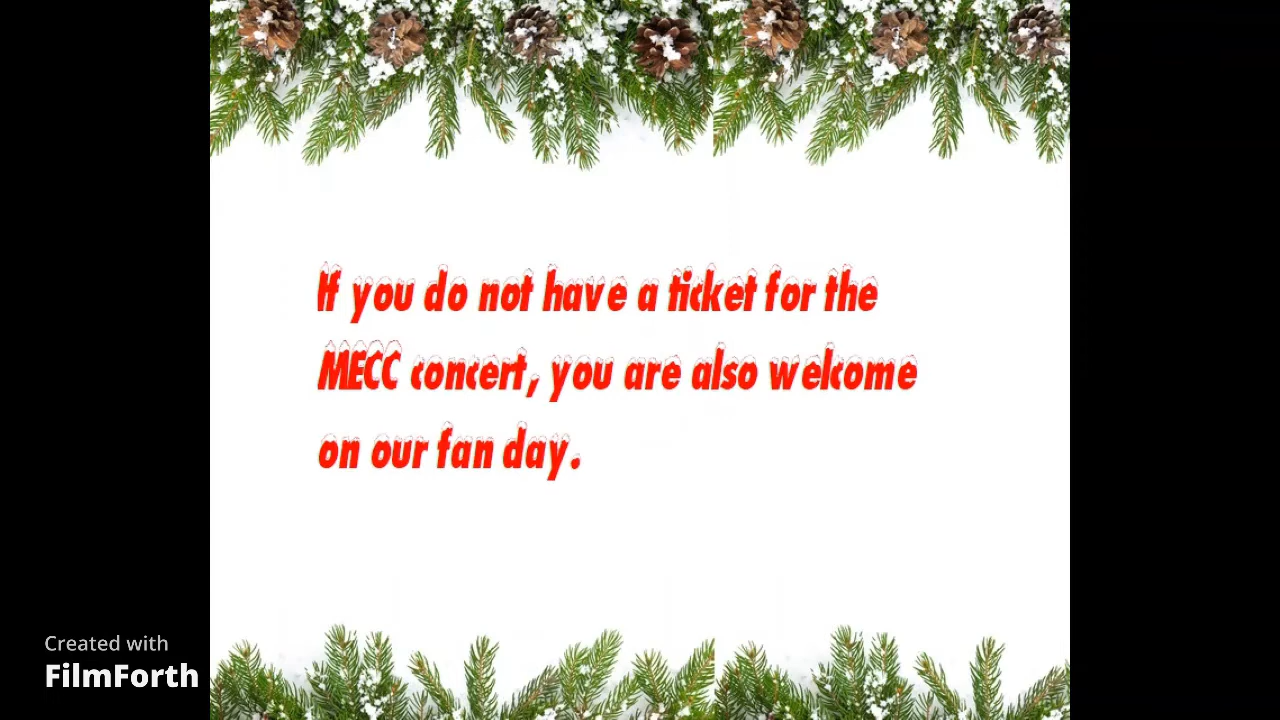 If you do not have a ticket for the
MECC concert, you are also welcome
on our fan day.
Created with
FilmForth